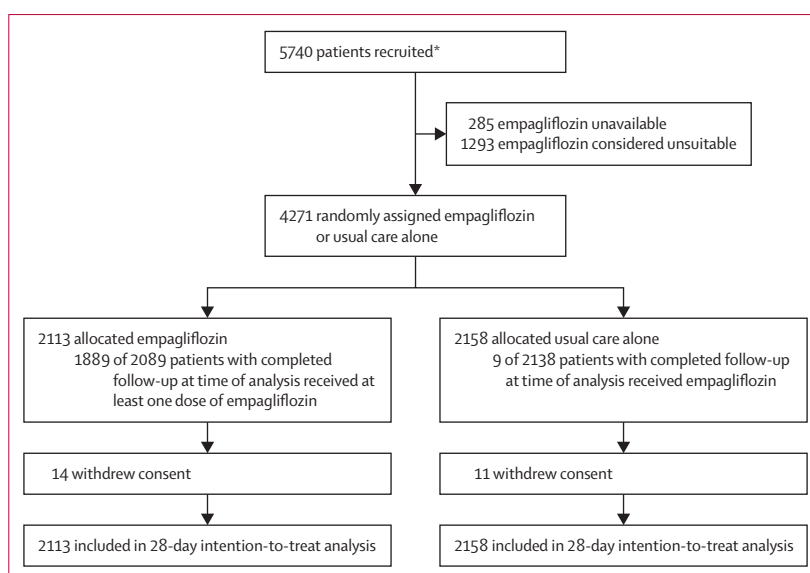 5740 patients recruited*
285 empagliflozin unavailable
1293 empagliflozin considered unsuitable
4271 randomly assigned empagliflozin
or usual care alone
2113 allocated empagliflozin
1889 of 2089 patients with completed
follow-up at time of analysis received at
least one dose of empagliflozin
2158 allocated usual care alone
9 of 2138 patients with completed follow-up
at time of analysis received empagliflozin
14 withdrew consent
11 withdrew consent
2113 included in 28-day intention-to-treat analysis
2158 included in 28-day intention-to-treat analysis